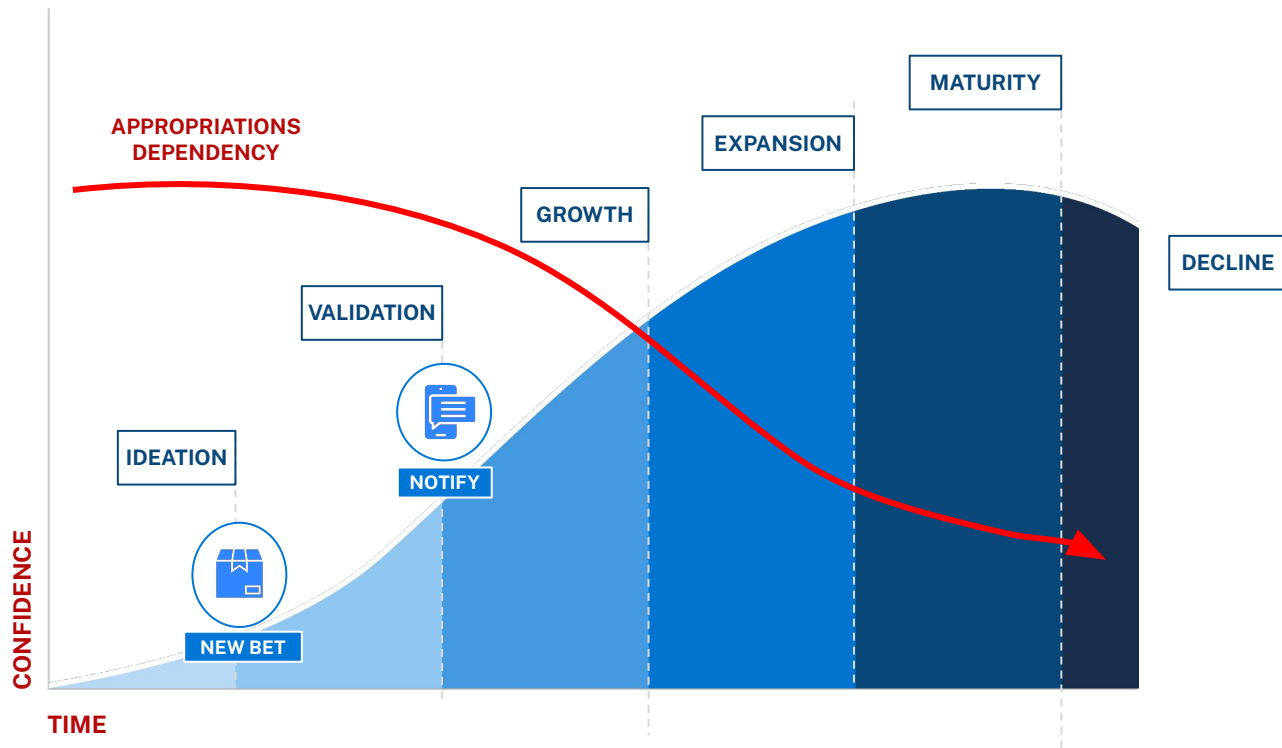 MATURITY
EXPANSION
APPROPRIATIONS
DEPENDENCY
GROWTH
DECLINE
VALIDATION
IDEATION
NOTIFY
NEW BET
CONFIDENCE
TIME